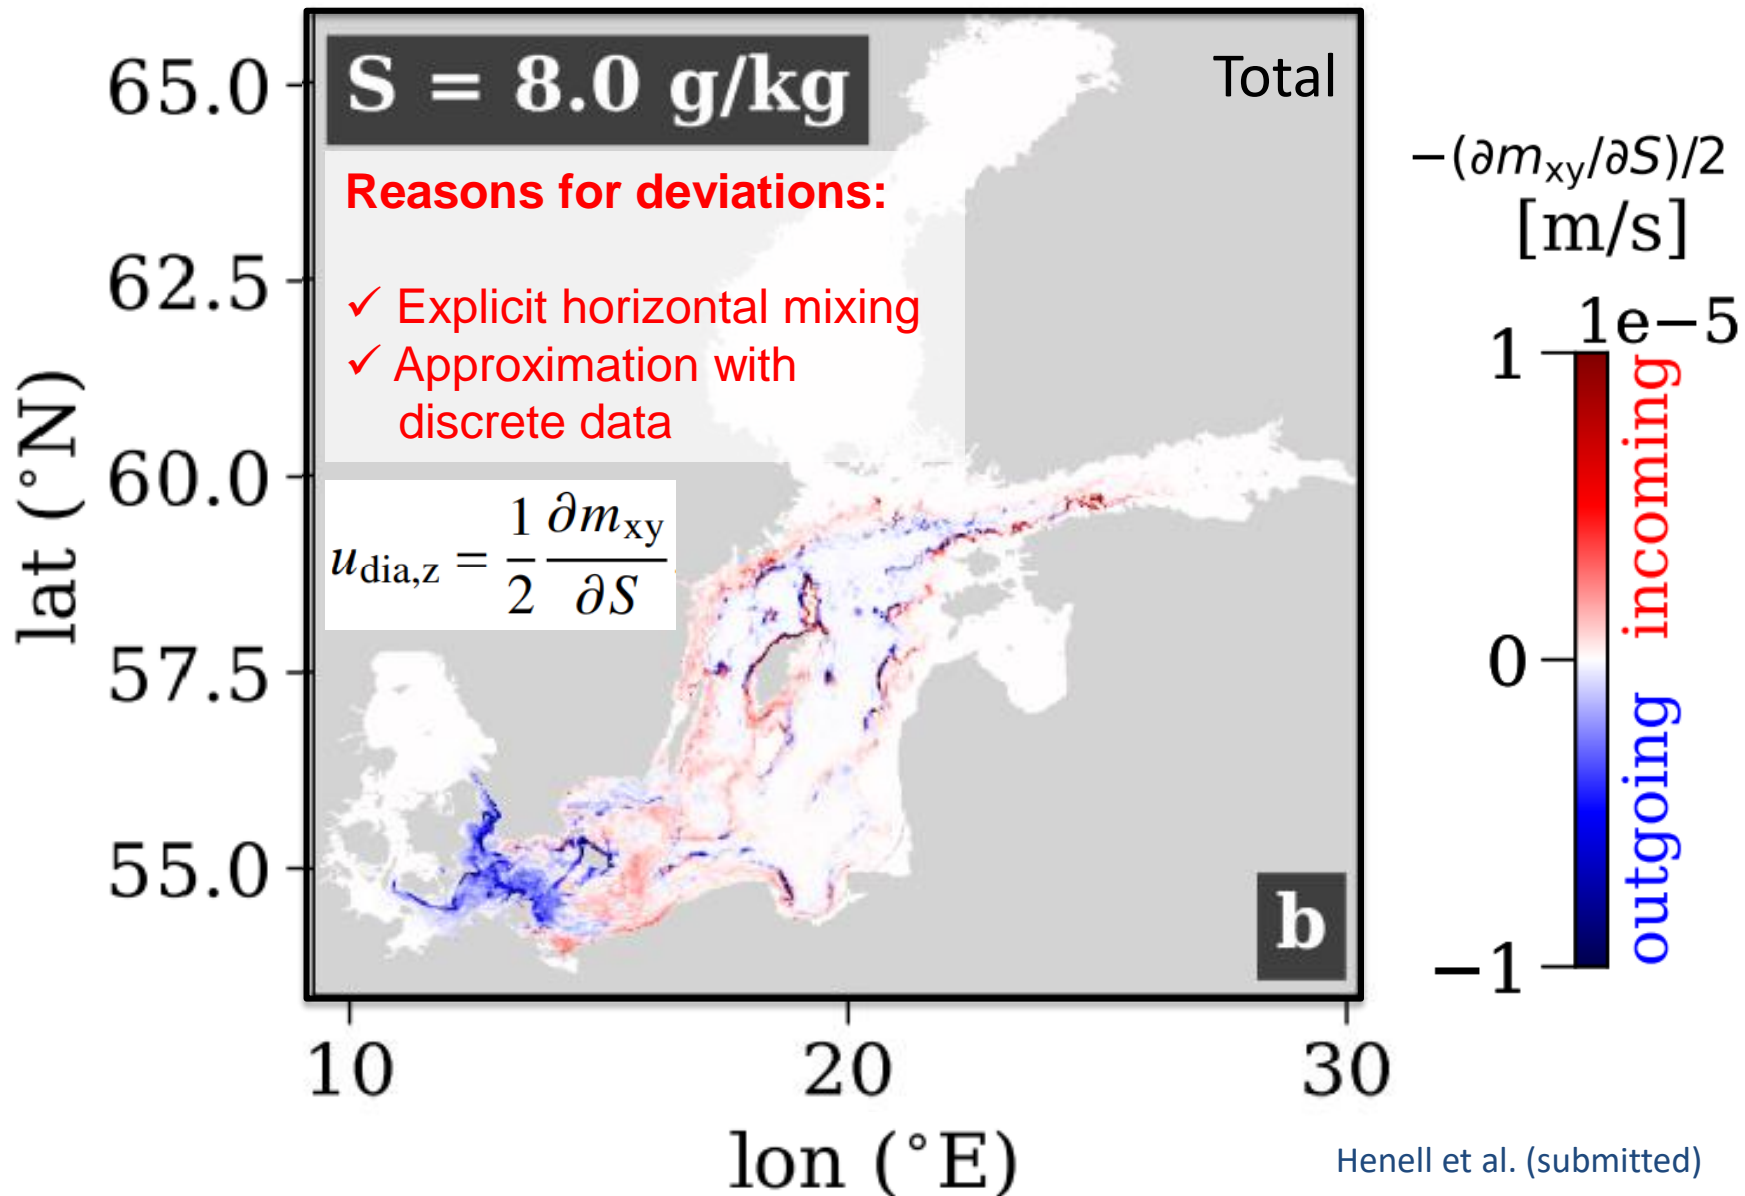 S = 8.0 g/kg
Total
Reasons for deviations:
✓ Explicit horizontal mixing
✓ Approximation with
discrete data
u_dia,z = 1/2 ∂m_xy/∂S
b
65.0
62.5
60.0
57.5
55.0
lat (°N)
10
20
30
lon (°E)
−(∂m_xy/∂S)/2
[m/s]
1e−5
1
0
−1
incoming
outgoing
Henell et al. (submitted)